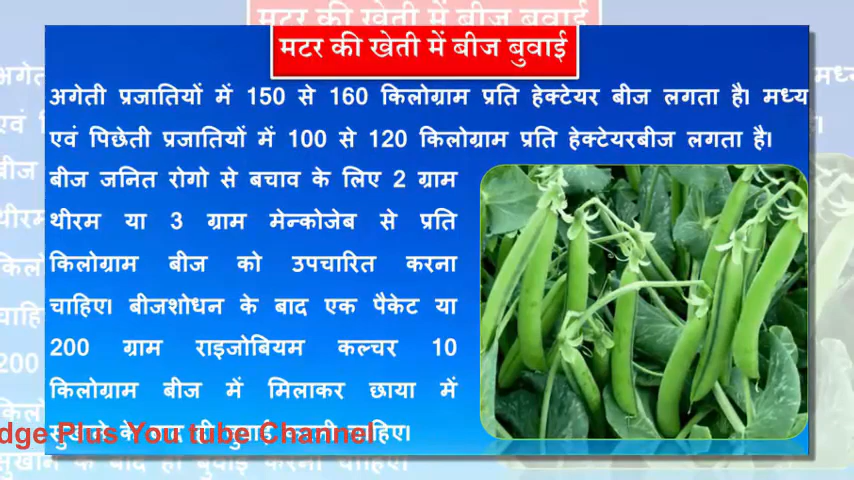 मटर की खेती में बीज बुवाई
अगेती प्रजातियों में 150 से 160 किलोग्राम प्रति हेक्टेयर बीज लगता है। मध्य
एवं पिछेती प्रजातियों में 100 से 120 किलोग्राम प्रति हेक्टेयरबीज लगता है।
बीज जनित रोगो से बचाव के लिए 2 ग्राम
थीरम या 3 ग्राम मेन्कोजेब से प्रति
किलोग्राम बीज को उपचारित करना
चाहिए। बीजशोधन के बाद एक पैकेट या
200 ग्राम राइजोबियम कल्चर 10
किलोग्राम बीज में मिलाकर छाया में
सुखाने के बाद ही बुवाई करनी चाहिए।
dge Plus You tube Channel